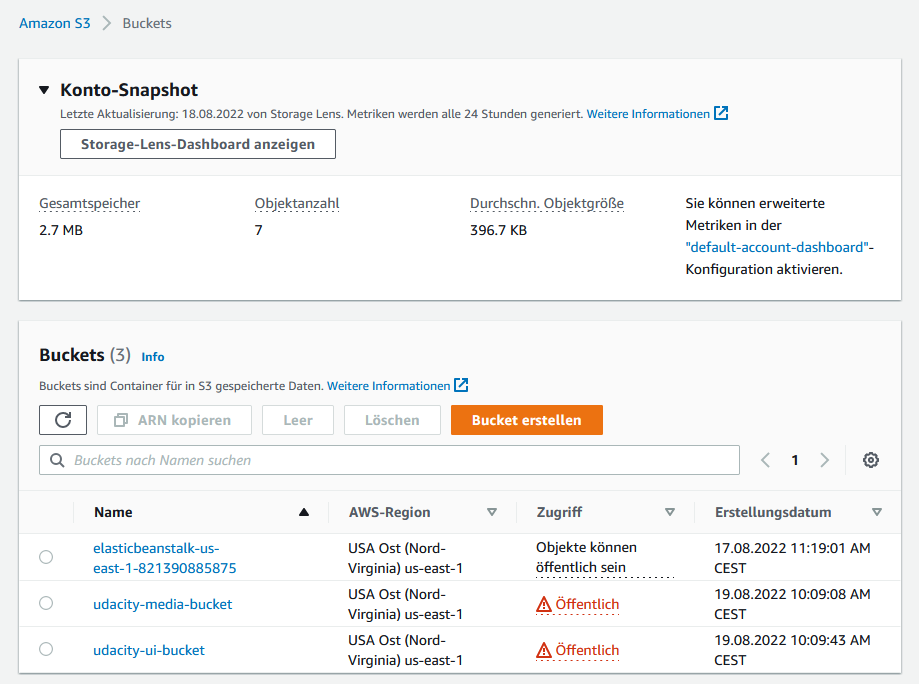 Amazon S3 > Buckets
Konto-Snapshot
Letzte Aktualisierung: 18.08.2022 von Storage Lens. Metriken werden alle 24 Stunden generiert. Weitere Informationen
Storage-Lens-Dashboard anzeigen
Gesamtspeicher
2.7 MB
Objektanzahl
7
Durchschn. Objektgröße
396.7 KB
Sie können erweiterte
Metriken in der
"default-account-dashboard"-
Konfiguration aktivieren.
Buckets (3) Info
Buckets sind Container für in S3 gespeicherte Daten. Weitere Informationen
ARN kopieren Leer Löschen Bucket erstellen
Buckets nach Namen suchen
1
Name AWS-Region Zugriff Erstellungsdatum
elasticbeanstalk-us-
east-1-821390885875
USA Ost (Nord-
Virginia) us-east-1
Objekte können
öffentlich sein
17.08.2022 11:19:01 AM
CEST
udacity-media-bucket
USA Ost (Nord-
Virginia) us-east-1
Öffentlich
19.08.2022 10:09:08 AM
CEST
udacity-ui-bucket
USA Ost (Nord-
Virginia) us-east-1
Öffentlich
19.08.2022 10:09:43 AM
CEST